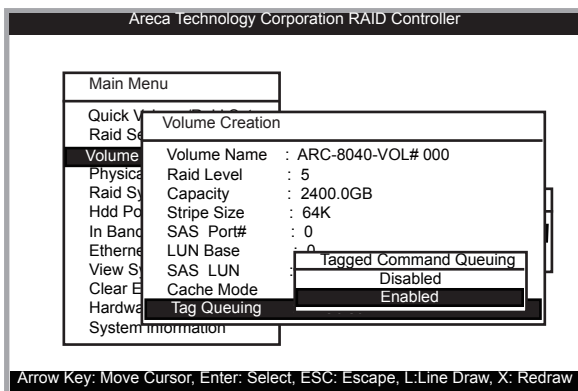 Areca Technology Corporation RAID Controller
Main Menu
Quick
Raid
Volume
Physica
Raid Sy
Hdd Po
In Banc
Etherne
View Sy
Clear E
Hardwa
System Information
Volume Creation
Volume Name : ARC-8040-VOL# 000
Raid Level : 5
Capacity : 2400.0GB
Stripe Size : 64K
SAS Port# : 0
LUN Base : 0
SAS LUN :
Cache Mode
Tag Queuing
Tagged Command Queuing
Disabled
Enabled
Arrow Key: Move Cursor, Enter: Select, ESC: Escape, L:Line Draw, X: Redraw